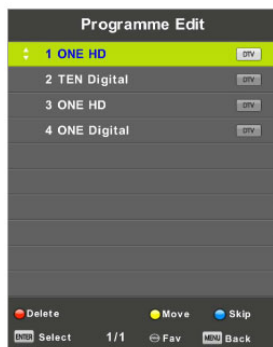 Programme Edit
1 ONE HD DTV
2 TEN Digital DTV
3 ONE HD DTV
4 ONE Digital DTV
Delete Move Skip
ENTER Select 1/1 Fav MENU Back